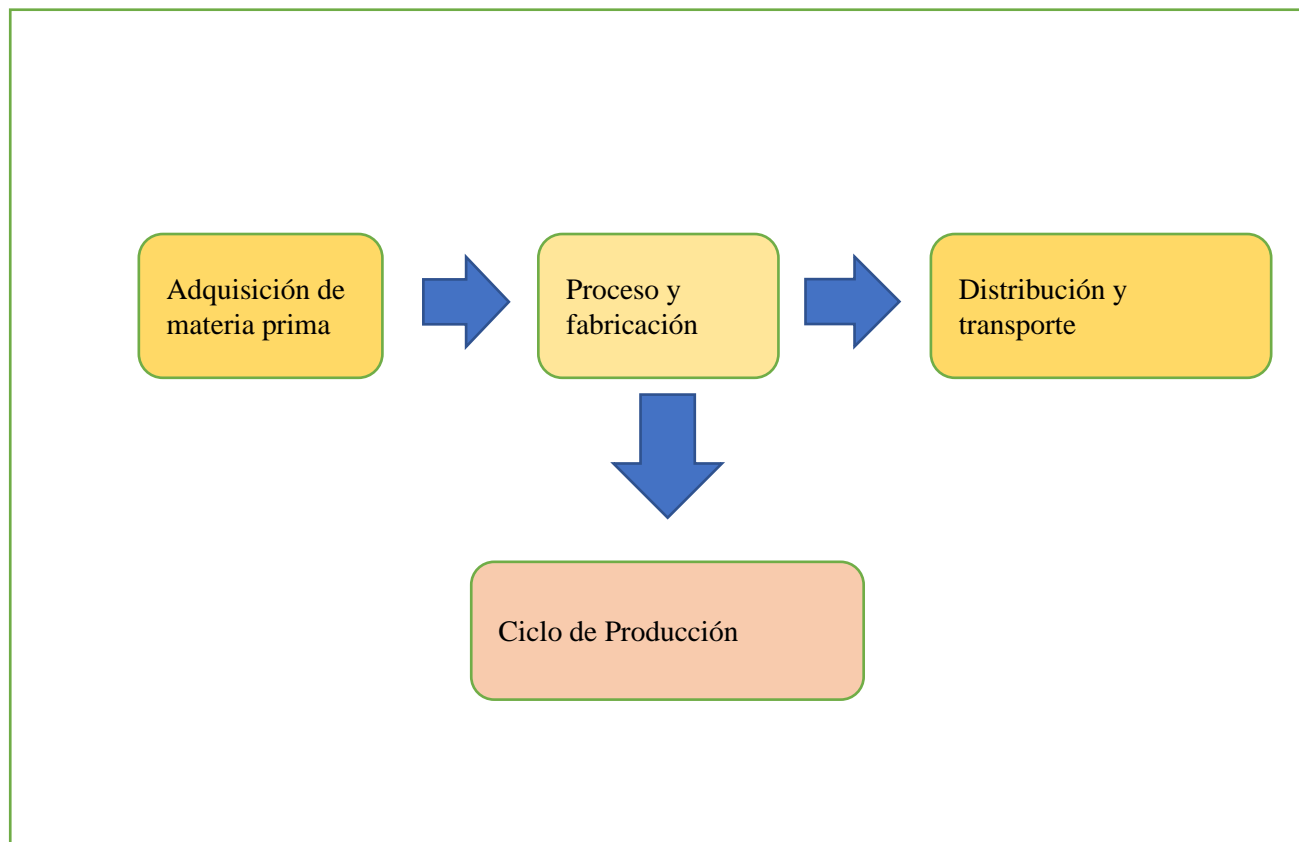 Adquisición de
materia prima
Proceso y
fabricación
Distribución y
transporte
Ciclo de Producción